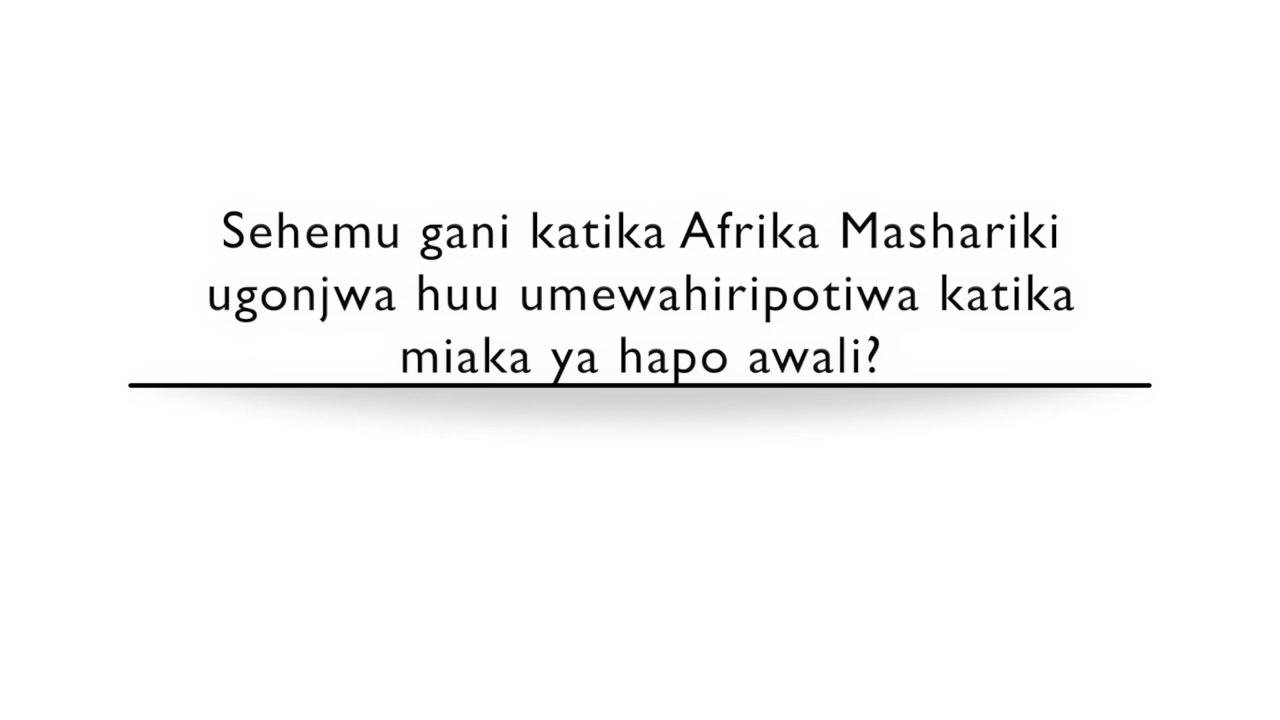 Sehemu gani katika Afrika Mashariki
ugonjwa huu umewahiripotiwa katika
miaka ya hapo awali?